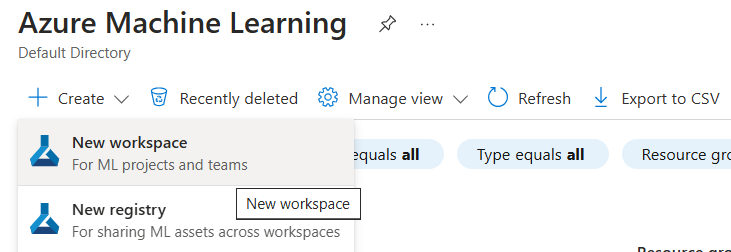 Azure Machine Learning ...
Default Directory
+ Create Recently deleted Manage view Refresh Export to CSV
New workspace
For ML projects and teams
equals all Type equals all Resource gro
New registry
New workspace
For sharing ML assets across workspaces